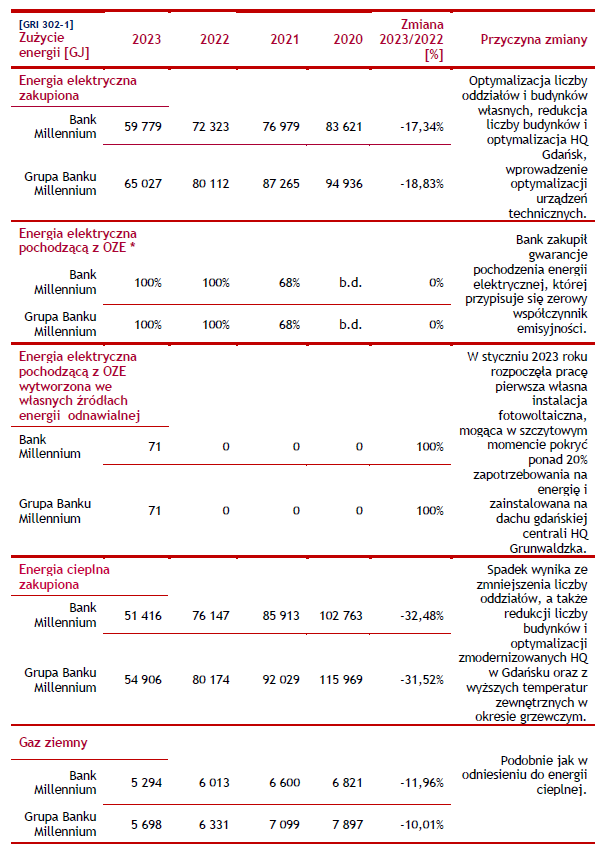 [GRI 302-1]
Zużycie
energii [GJ]
2023
2022
2021
2020
Zmiana
2023/2022
[%]
Przyczyna zmiany
Energia elektryczna
zakupiona
Bank
Millennium
59 779
72 323
76 979
83 621
-17,34%
Grupa Banku
Millennium
65 027
80 112
87 265
94 936
-18,83%
Optymalizacja liczby
oddziałów i budynków
własnych, redukcja
liczby budynków i
optymalizacja HQ
Gdańsk,
wprowadzenie
optymalizacji
urządzeń
technicznych.
Energia elektryczna
pochodzącą z OZE *
Bank
Millennium
100%
100%
68%
b.d.
0%
Grupa Banku
Millennium
100%
100%
68%
b.d.
0%
Bank zakupił
gwarancje
pochodzenia energii
elektrycznej, której
przypisuje się zerowy
współczynnik
emisyjności.
Energia elektryczna
pochodzącą z OZE
wytworzona we
własnych źródłach
energii odnawialnej
Bank
Millennium
71
0
0
0
100%
Grupa Banku
Millennium
71
0
0
0
100%
W styczniu 2023 roku
rozpoczęła pracę
pierwsza własna
instalacja
fotowoltaiczna,
mogąca w szczytowym
momencie pokryć
ponad 20%
zapotrzebowania na
energię i
zainstalowana na
dachu gdańskiej
centrali HQ
Grunwaldzka.
Energia cieplna
zakupiona
Bank
Millennium
51 416
76 147
85 913
102 763
-32,48%
Grupa Banku
Millennium
54 906
80 174
92 029
115 969
-31,52%
Spadek wynika ze
zmniejszenia liczby
oddziałów, a także
redukcji liczby
budynków i
optymalizacji
zmodernizowanych HQ
w Gdańsku oraz z
wyższych temperatur
zewnętrznych w
okresie grzewczym.
Gaz ziemny
Bank
Millennium
5 294
6 013
6 600
6 821
-11,96%
Grupa Banku
Millennium
5 698
6 331
7 099
7 897
-10,01%
Podobnie jak w
odniesieniu do energii
cieplnej.